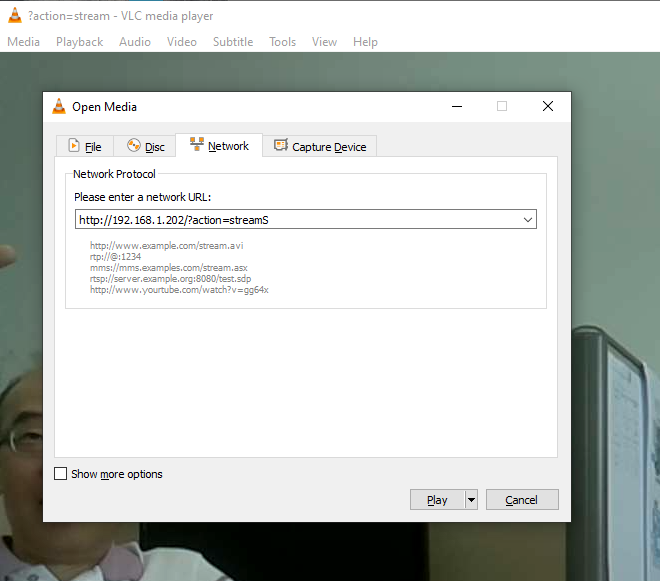 ?action=stream - VLC media player
Media Playback Audio Video Subtitle Tools View Help
Open Media
File Disc Network Capture Device
Network Protocol
Please enter a network URL:
http://192.168.1.202/?action=streamS
http://www.example.com/stream.avi
rtp://@:1234
mms://mms.examples.com/stream.asx
rtsp://server.example.org:8080/test.sdp
http://www.yourtube.com/watch?v=gg64x
Show more options
Play Cancel